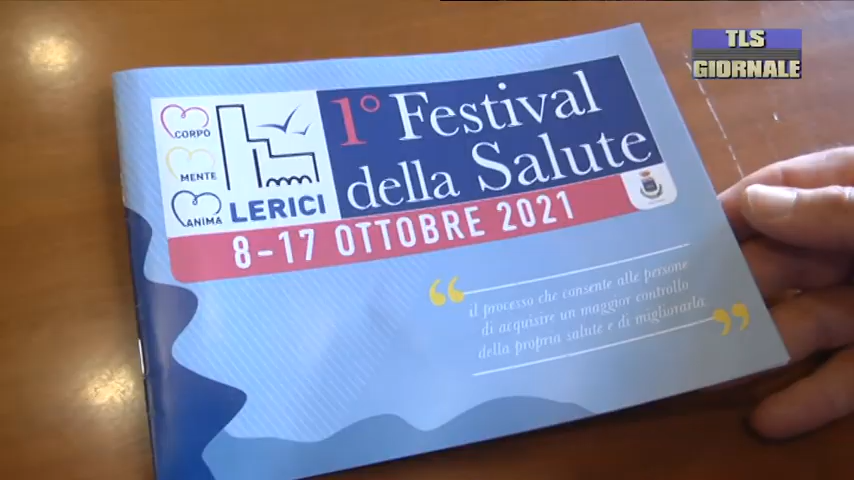 TLS
GIORNALE
CORPO
MENTE
ANIMA
LERICI
1° Festival
della Salute
8-17 OTTOBRE 2021
“ il processo che consente alle persone
di acquisire un maggior controllo
della propria salute e di migliorarla ”